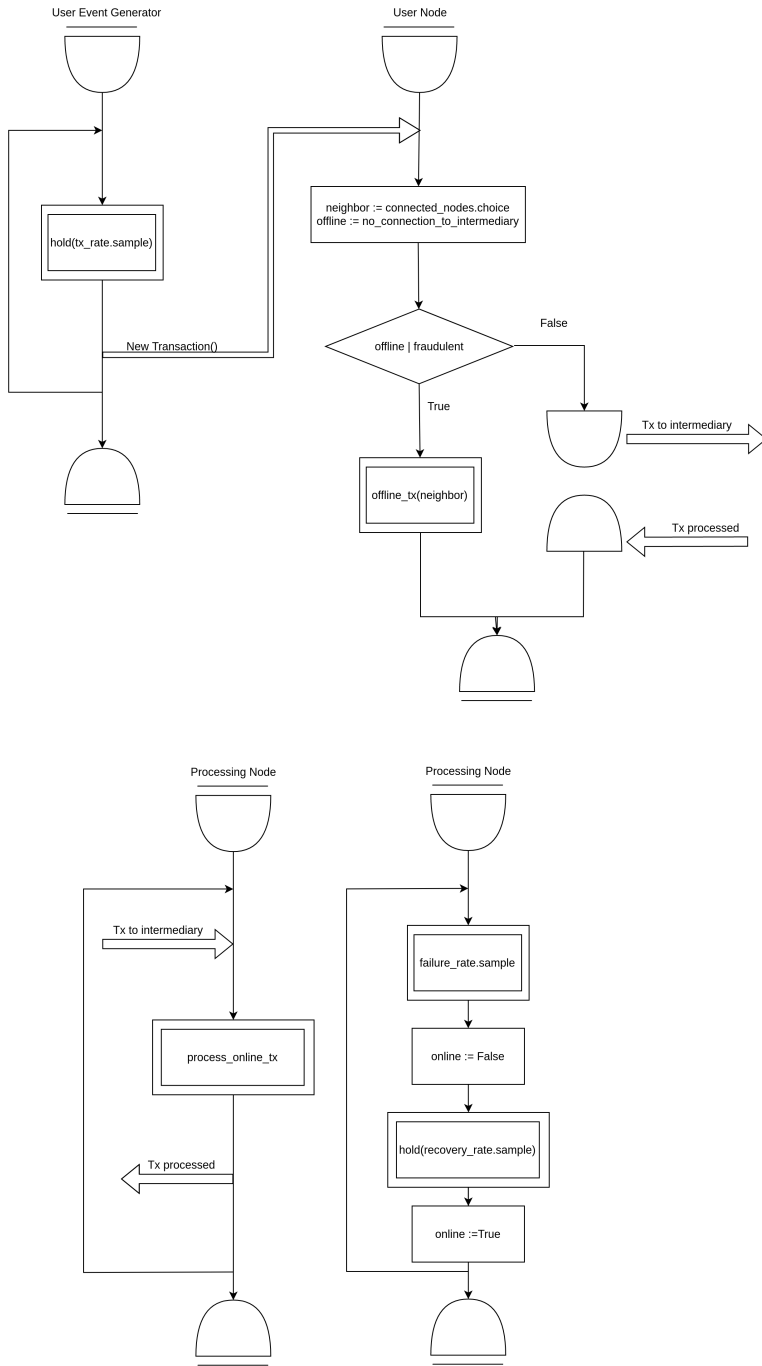 User Event Generator
User Node
neighbor := connected_nodes.choice
offline := no_connection_to_intermediary
hold(tx_rate.sample)
New Transaction()
offline | fraudulent
False
True
Tx to intermediary
offline_tx(neighbor)
Tx processed
Processing Node
Processing Node
Tx to intermediary
failure_rate.sample
process_online_tx
online := False
hold(recovery_rate.sample)
Tx processed
online :=True